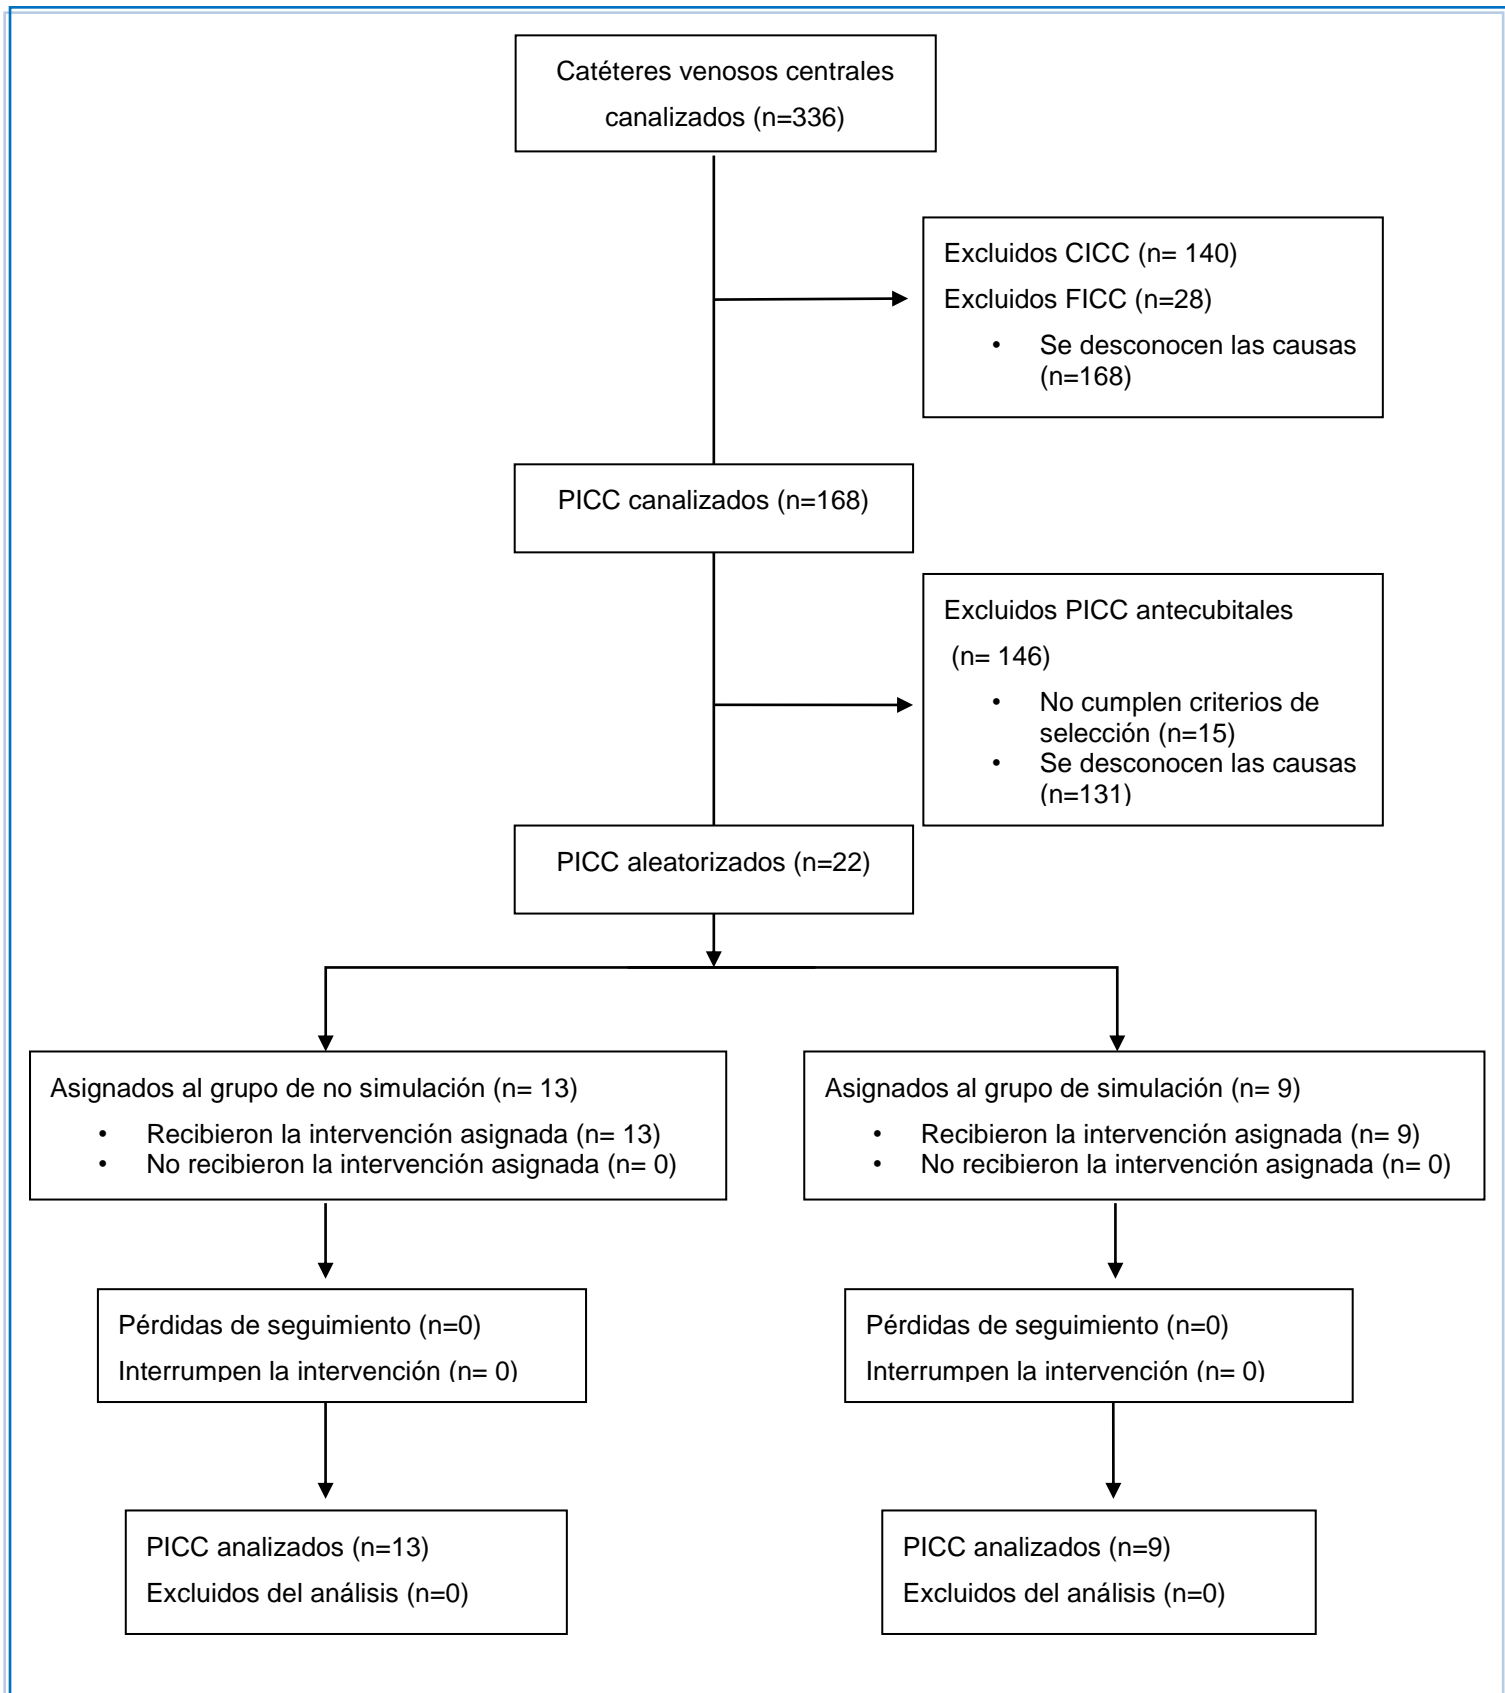 Catéteres venosos centrales
canalizados (n=336)
Excluidos CICC (n= 140)
Excluidos FICC (n=28)
• Se desconocen las causas
(n=168)
PICC canalizados (n=168)
Excluidos PICC antecubitales
(n= 146)
• No cumplen criterios de
selección (n=15)
• Se desconocen las causas
(n=131)
PICC aleatorizados (n=22)
Asignados al grupo de no simulación (n= 13)
• Recibieron la intervención asignada (n= 13)
• No recibieron la intervención asignada (n= 0)
Asignados al grupo de simulación (n= 9)
• Recibieron la intervención asignada (n= 9)
• No recibieron la intervención asignada (n= 0)
Pérdidas de seguimiento (n=0)
Interrumpen la intervención (n= 0)
Pérdidas de seguimiento (n=0)
Interrumpen la intervención (n= 0)
PICC analizados (n=13)
Excluidos del análisis (n=0)
PICC analizados (n=9)
Excluidos del análisis (n=0)